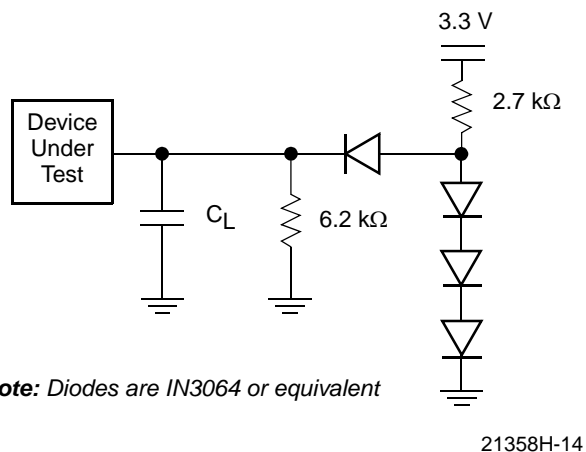 3.3 V
2.7 kΩ
Device
Under
Test
C_L
6.2 kΩ
ote: Diodes are IN3064 or equivalent
21358H-14